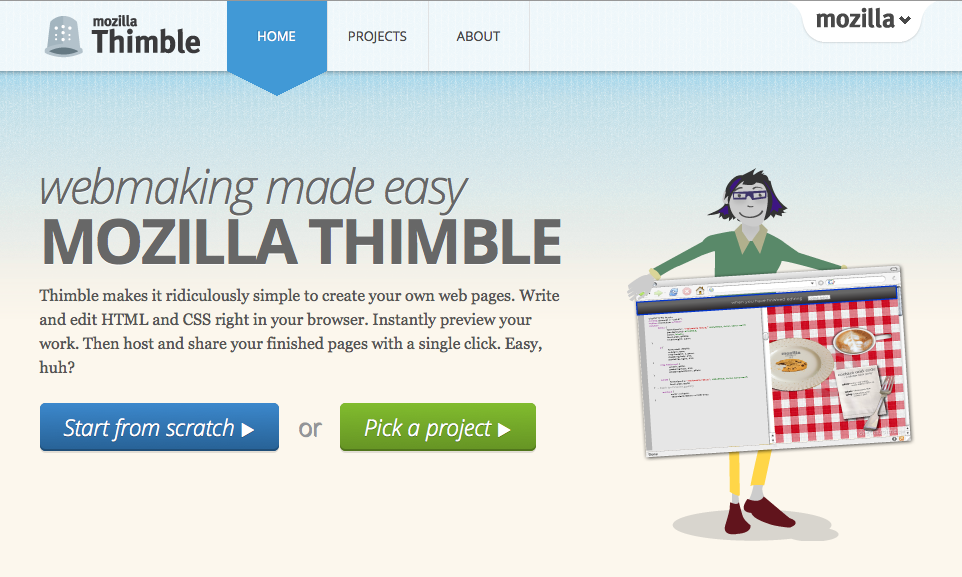 mozilla
Thimble
HOME
PROJECTS
ABOUT
mozilla
webmaking made easy
MOZILLA THIMBLE
Thimble makes it ridiculously simple to create your own web pages. Write
and edit HTML and CSS right in your browser. Instantly preview your
work. Then host and share your finished pages with a single click. Easy,
huh?
Start from scratch
or
Pick a project
mozilla